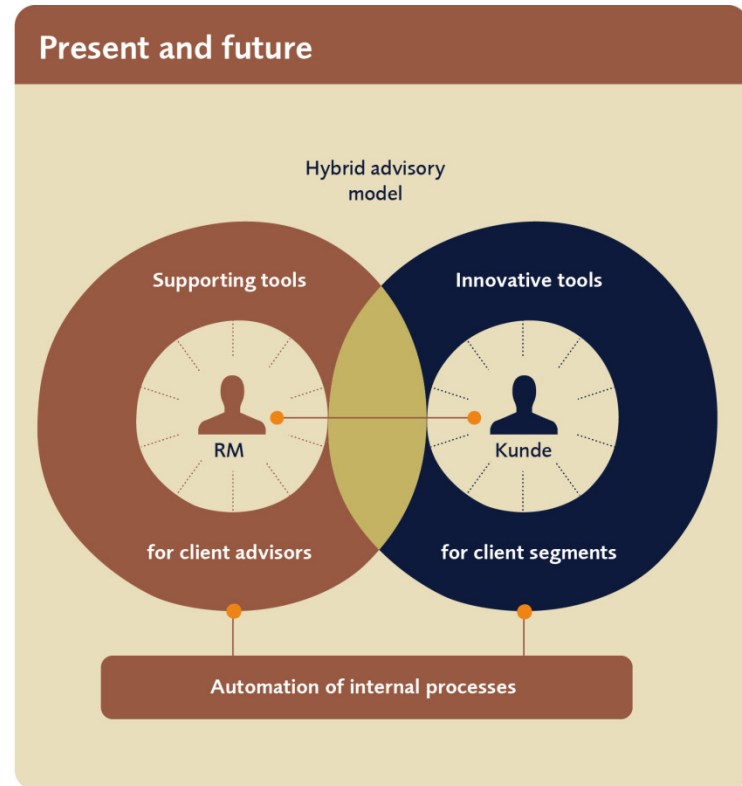 Present and future
Hybrid advisory
model
Supporting tools
Innovative tools
RM
Kunde
for client advisors
for client segments
Automation of internal processes